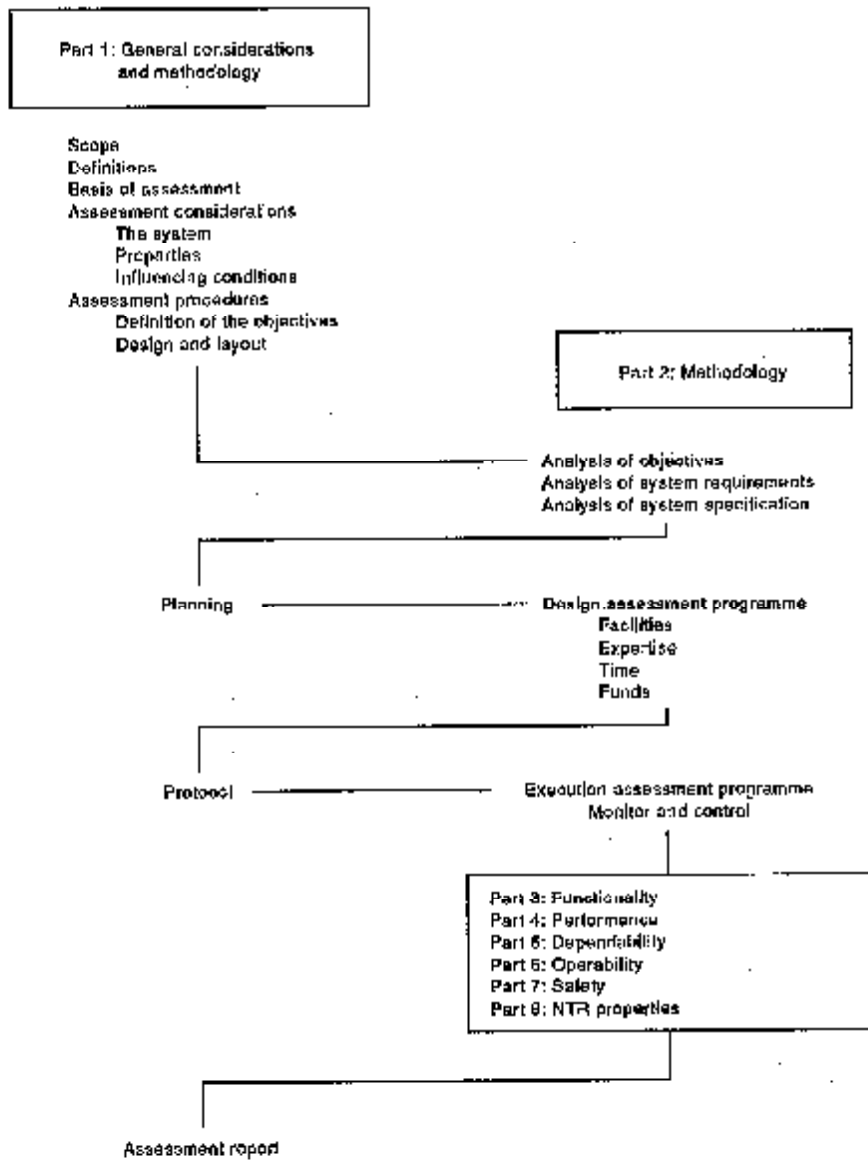 Part 1: General considerations
and methodology
Scope
Definitions
Basis of assessment
Assessment considerations
The system
Properties
Influencing conditions
Assessment procedures
Definition of the objectives
Design and layout
Part 2: Methodology
Analysis of objectives
Analysis of system requirements
Analysis of system specification
Planning
Design assessment programme
Facilities
Expertise
Time
Funds
Protocol
Execution assessment programme
Monitor and control
Part 3: Functionality
Part 4: Performance
Part 5: Dependability
Part 6: Operability
Part 7: Safety
Part 8: NTR properties
Assessment report